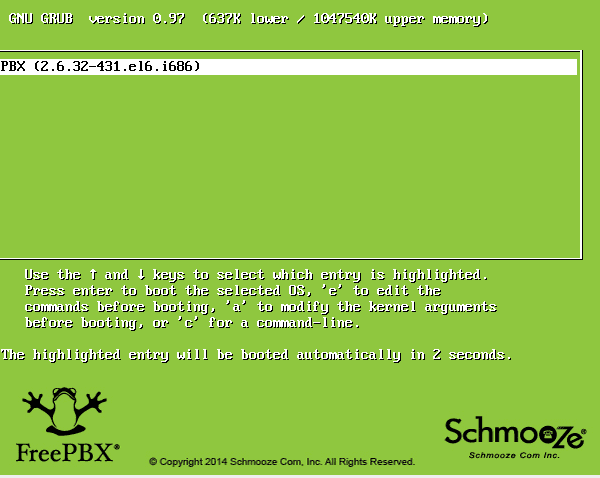 GNU GRUB version 0.97 (637K lower / 1047540K upper memory)
PBX (2.6.32-431.el6.i686)
Use the ↑ and ↓ keys to select which entry is highlighted.
Press enter to boot the selected OS, 'e' to edit the
commands before booting, 'a' to modify the kernel arguments
before booting, or 'c' for a command-line.
The highlighted entry will be booted automatically in 2 seconds.
FreePBX®
© Copyright 2014 Schmooze Com, Inc. All Rights Reserved.
Schmooze®
Schmooze Com Inc.